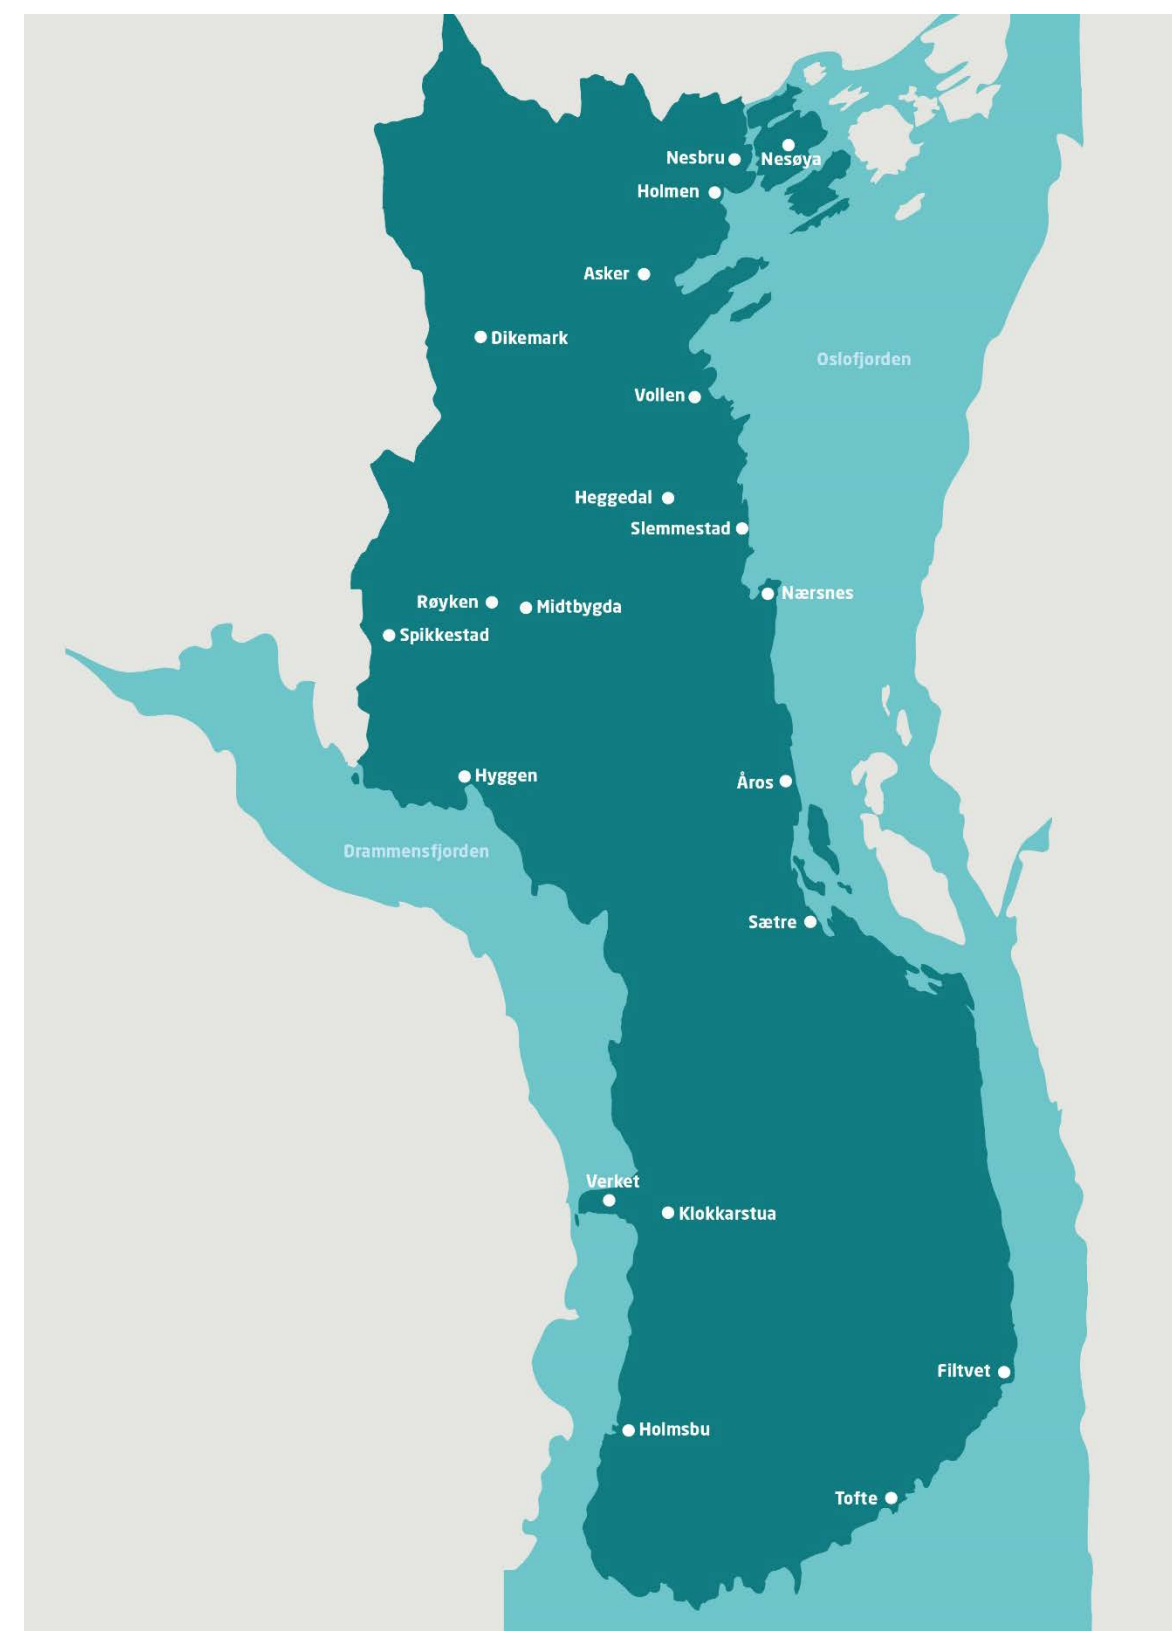 Nesbru
Nesøya
Holmen
Asker
Dikemark
Oslofjorden
Vollen
Heggedal
Slemmestad
Nærsnes
Røyken
Midtbygda
Spikkestad
Hyggen
Åros
Drammensfjorden
Sætre
Verket
Klokkarstua
Filtvet
Holmsbu
Tofte